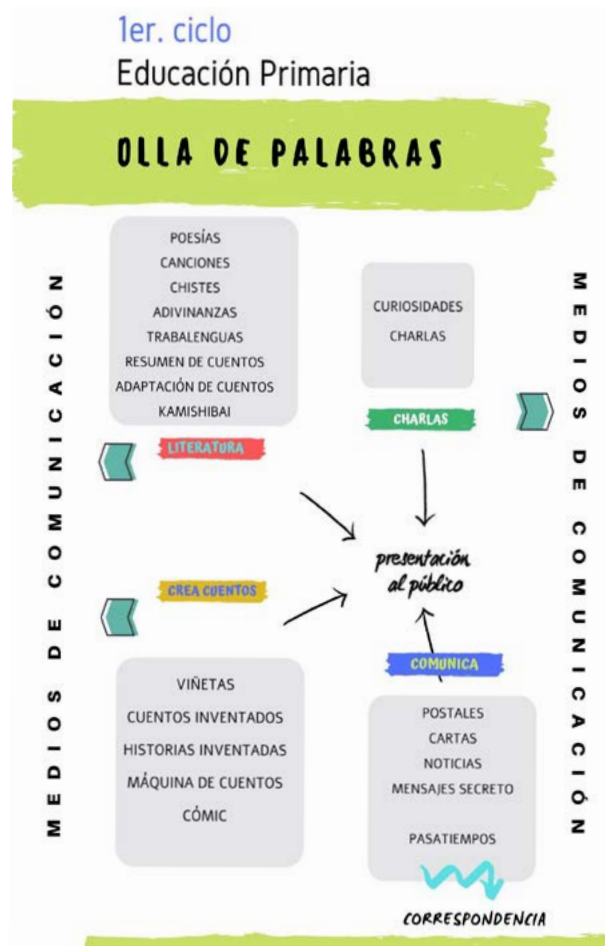 1er. ciclo
Educación Primaria
OLLA DE PALABRAS
MEDIOS DE COMUNICACIÓN
POESÍAS
CANCIONES
CHISTES
ADIVINANZAS
TRABALENGUAS
RESUMEN DE CUENTOS
ADAPTACIÓN DE CUENTOS
KAMISHIBAI
LITERATURA
CURIOSIDADES
CHARLAS
CHARLAS
MEDIOS DE COMUNICACIÓN
presentación
al público
CREA CUENTOS
VIÑETAS
CUENTOS INVENTADOS
HISTORIAS INVENTADAS
MÁQUINA DE CUENTOS
CÓMIC
COMUNICA
POSTALES
CARTAS
NOTICIAS
MENSAJES SECRETO
PASATIEMPOS
CORRESPONDENCIA